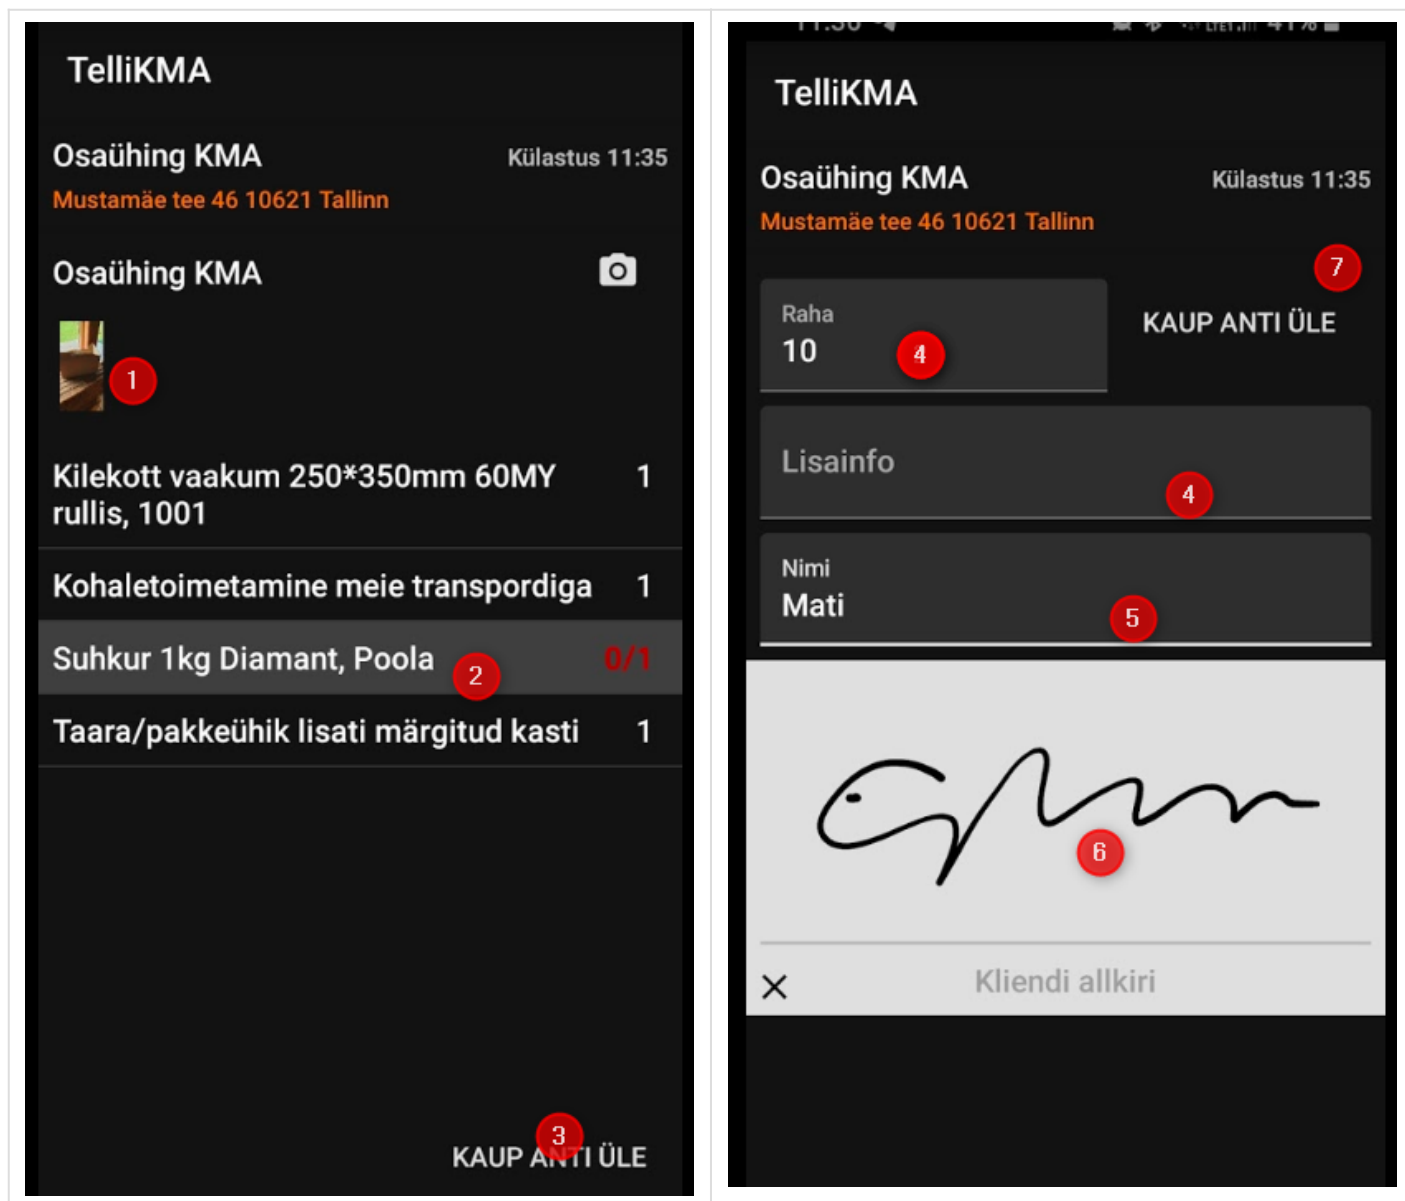 TelliKMA
Osaühing KMA Külastus 11:35
Mustamäe tee 46 10621 Tallinn
Osaühing KMA
1
Kilekott vaakum 250*350mm 60MY 1
rullis, 1001
Kohaletoimetamine meie transpordiga 1
Suhkur 1kg Diamant, Poola 0/1
2
Taara/pakkeühik lisati märgitud kasti 1
3
KAUP ANTI ÜLE
11:36 41%
TelliKMA
Osaühing KMA Külastus 11:35
Mustamäe tee 46 10621 Tallinn
7
Raha
10
4
KAUP ANTI ÜLE
Lisainfo
4
Nimi
Mati
5
6
Kliendi allkiri